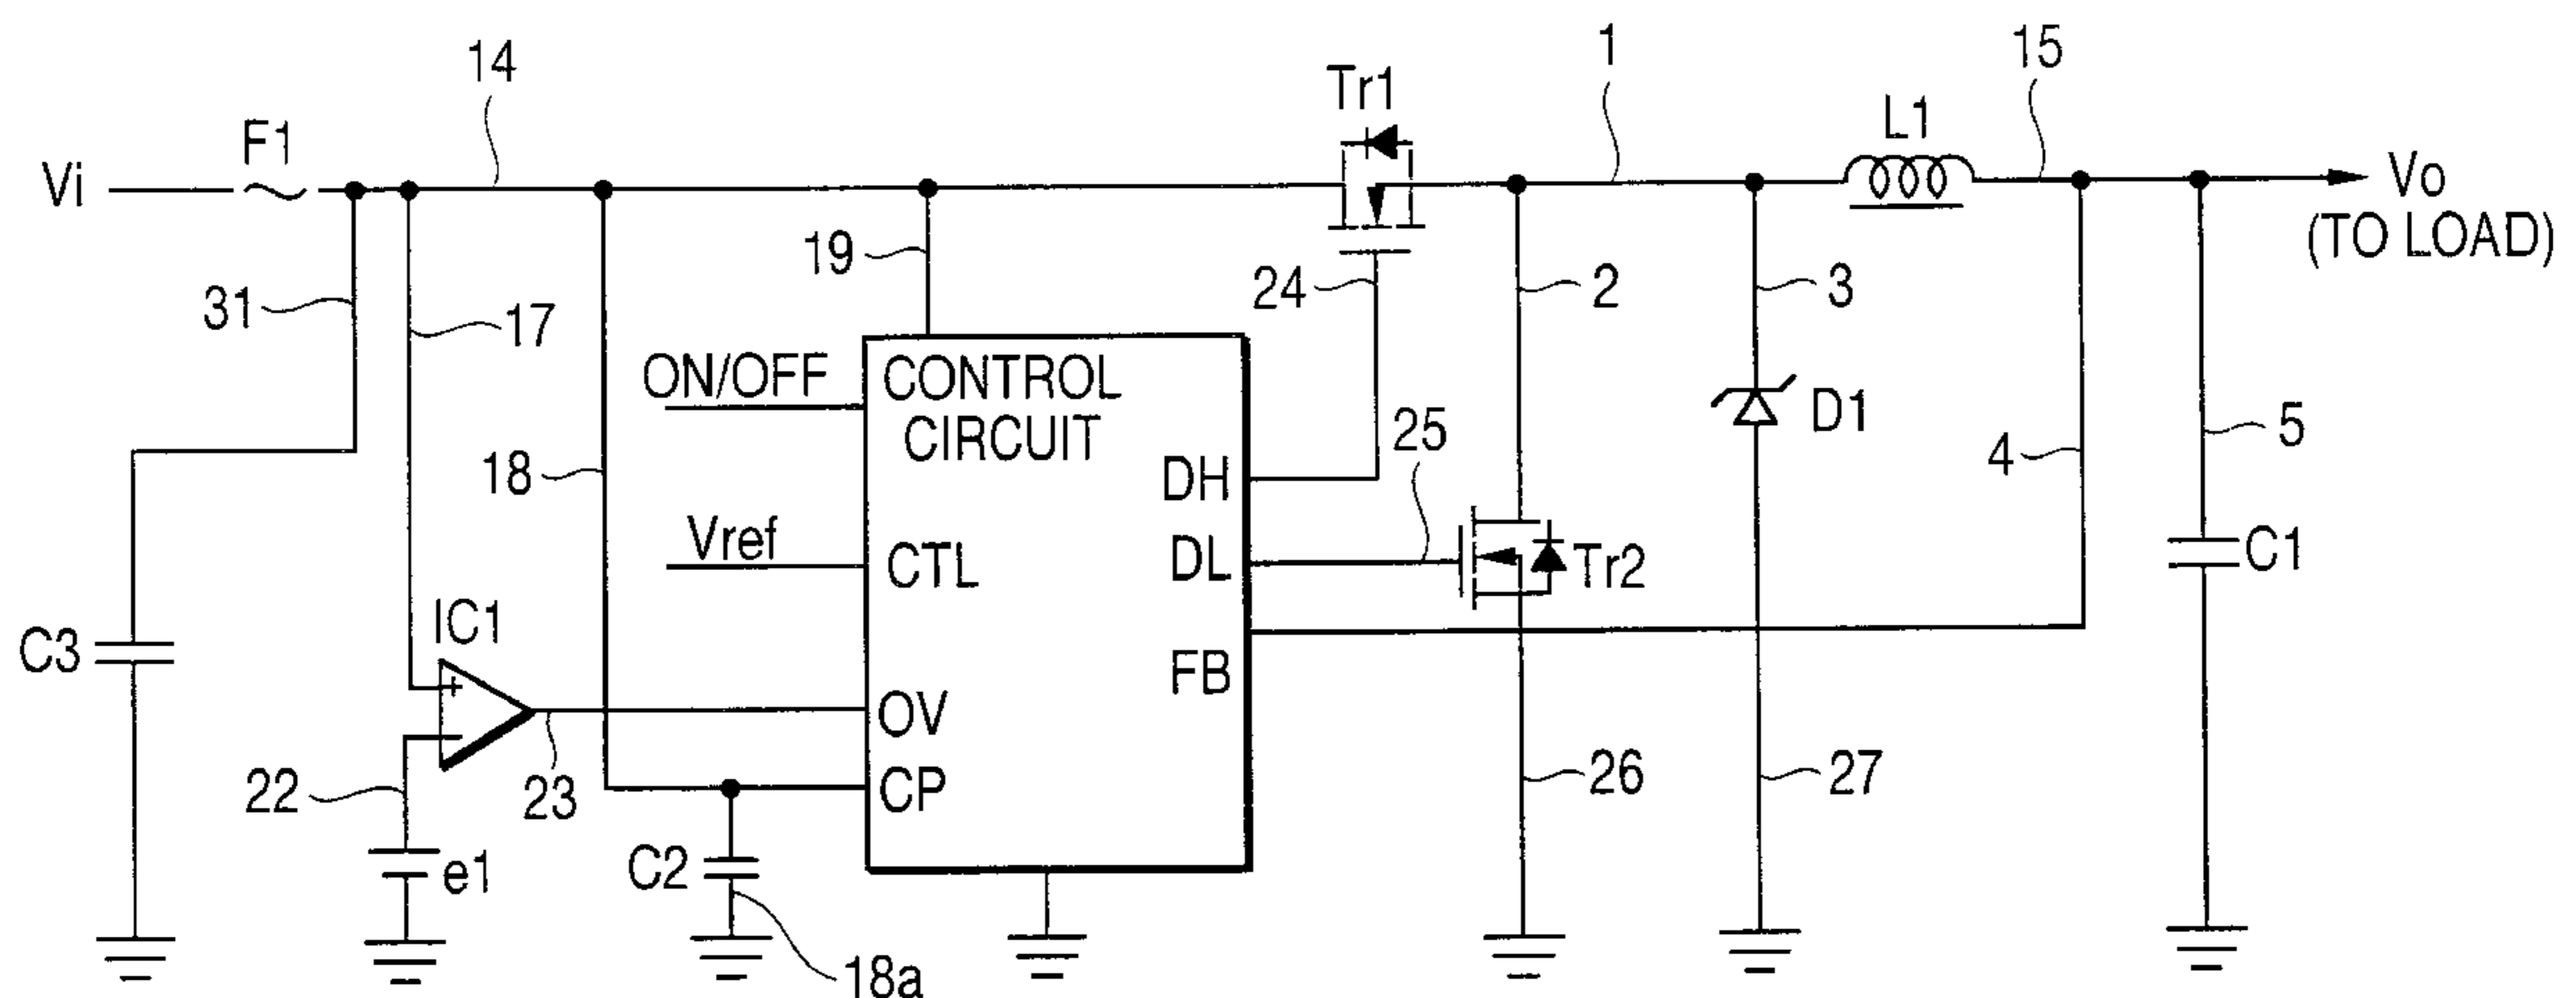 14
Tr1
1
L1
15
F1
Vi
Vo
(TO LOAD)
31
17
19
24
2
3
ON/OFF
CONTROL
CIRCUIT
D1
18
25
4
5
DH
Vref
CTL
DL
Tr2
C1
IC1
C3
FB
OV
22
23
CP
26
27
e1
C2
18a
+
−